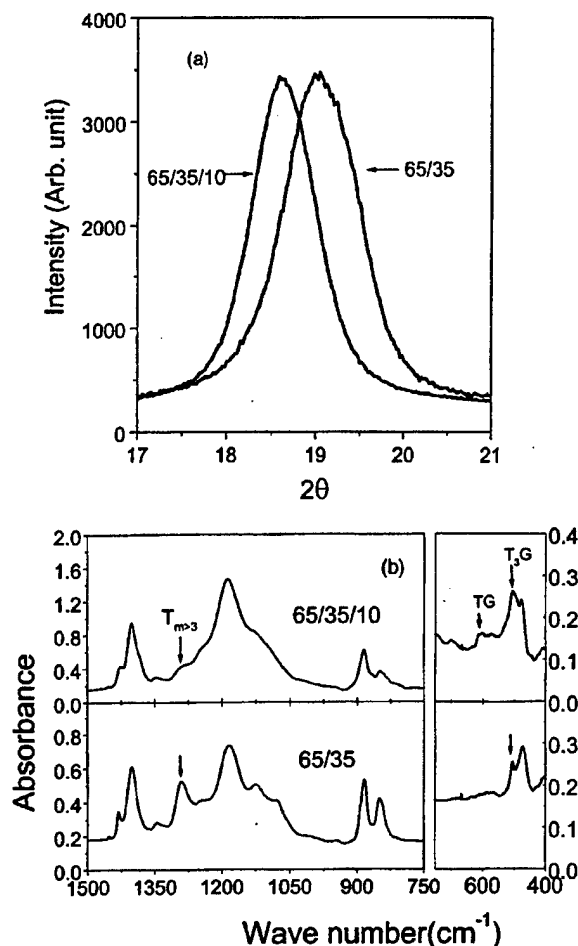 4000
(a)
3000
65/35/10
65/35
2000
1000
0
Intensity (Arb. unit)
17 18 19 20 21
2θ
2.0
(b)
0.4
T₃G
1.6
TG
0.3
T_{m>3}
65/35/10
1.2
0.2
0.8
0.1
0.4
0.0
0.8
65/35
0.3
0.6
0.2
0.4
0.1
0.2
0.0
0.0
Absorbance
1500 1350 1200 1050 900 750
600 400
Wave number(cm⁻¹)